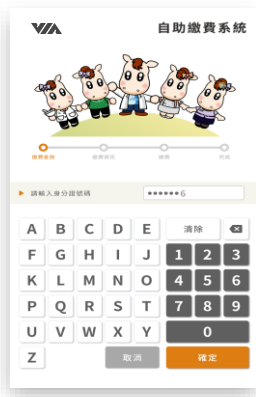 VIA 自助繳費系統
繳費查詢 繳費資訊 繳費 完成
請輸入身分證號碼 ••••••6
A B C D E 清除
F G H I J 1 2 3
K L M N O 4 5 6
P Q R S T 7 8 9
U V W X Y 0
Z 取消 確定